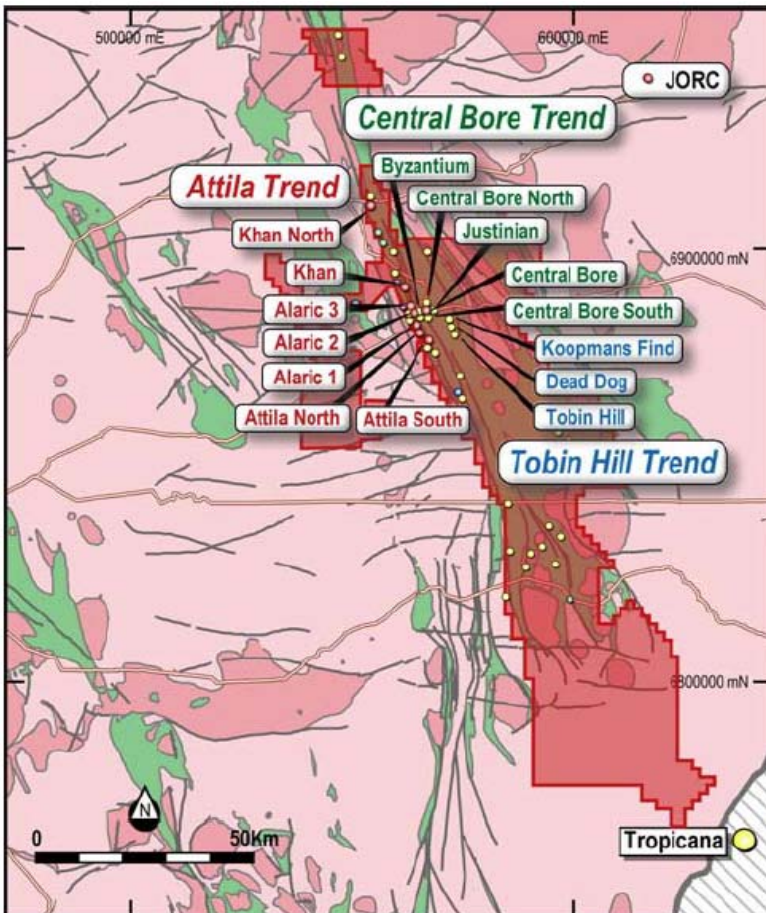 500000 mE
600000mE
JORC
Central Bore Trend
Byzantium
Attila Trend
Central Bore North
Khan North
Justinian
6900000 mN
Khan
Central Bore
Alaric 3
Central Bore South
Alaric 2
Koopmans Find
Alaric 1
Dead Dog
Attila North
Attila South
Tobin Hill
Tobin Hill Trend
6800000 mN
N
0
50Km
Tropicana